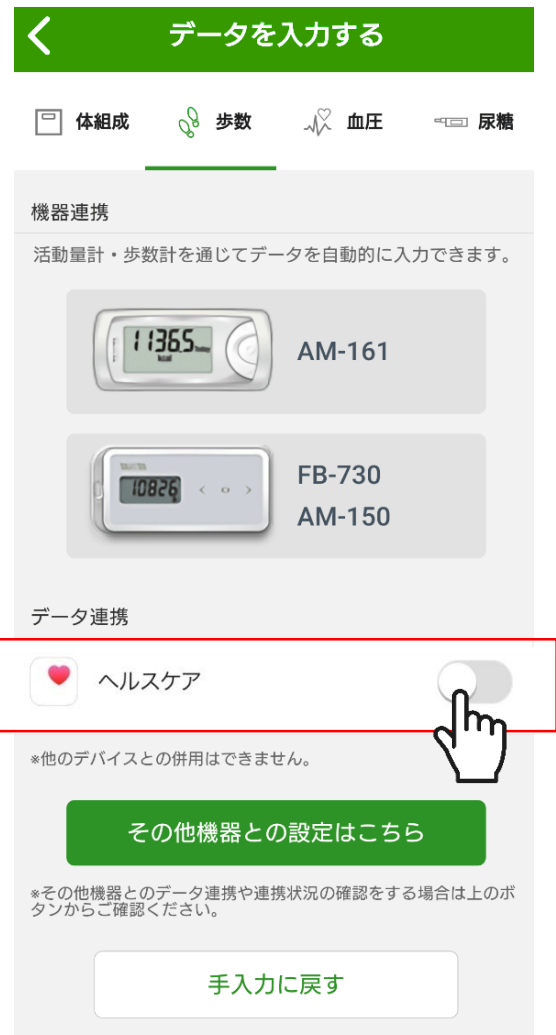 データを入力する
体組成
歩数
血圧
尿糖
機器連携
活動量計・歩数計を通じてデータを自動的に入力できます。
1136.5
kcal
AM-161
TANITA
10826
FB-730
AM-150
データ連携
ヘルスケア
※他のデバイスとの併用はできません。
その他機器との設定はこちら
※その他機器とのデータ連携や連携状況の確認をする場合は上のボ
タンからご確認ください。
手入力に戻す